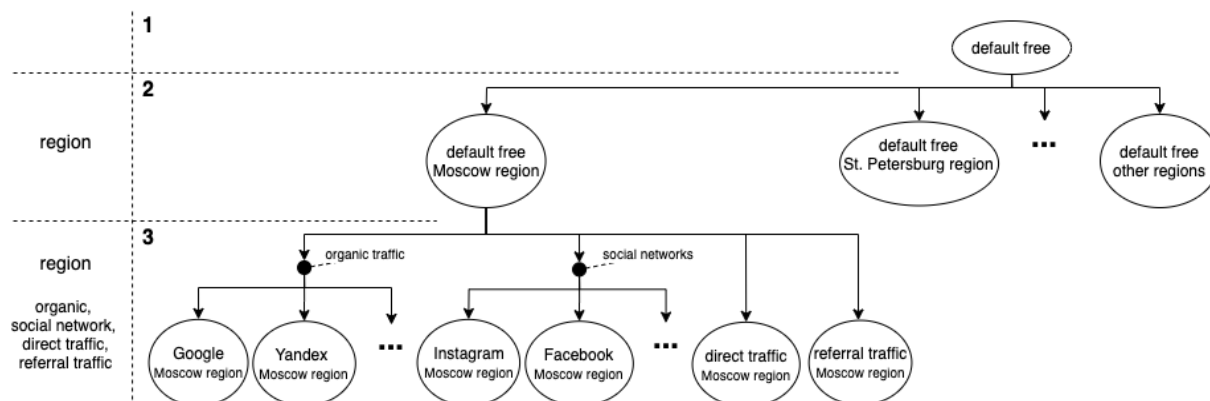 1
default free
2
region
default free
Moscow region
default free
St. Petersburg region
...
default free
other regions
3
region
organic,
social network,
direct traffic,
referral traffic
organic traffic
social networks
Google
Moscow region
Yandex
Moscow region
...
Instagram
Moscow region
Facebook
Moscow region
...
direct traffic
Moscow region
referral traffic
Moscow region